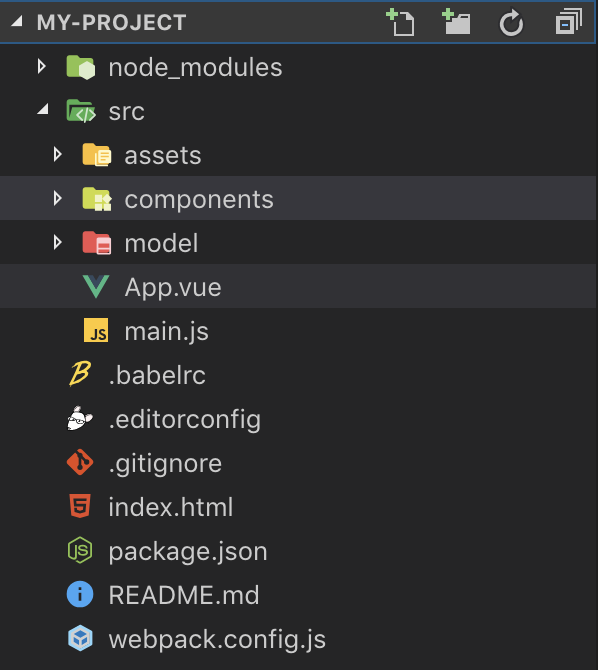 MY-PROJECT
node_modules
src
assets
components
model
App.vue
JS main.js
.babelrc
.editorconfig
.gitignore
index.html
package.json
README.md
webpack.config.js